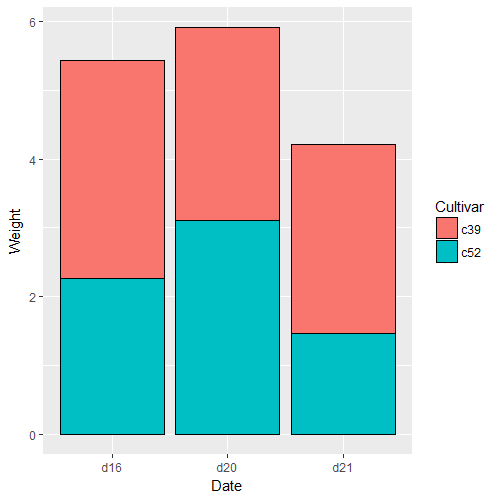 6
4
2
0
Weight
d16 d20 d21
Date
Cultivar
c39
c52